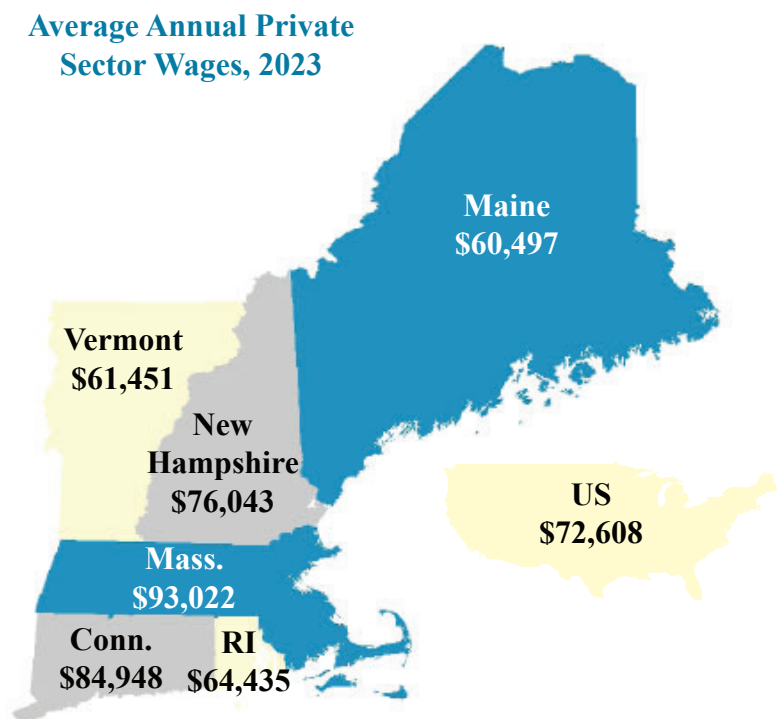 Average Annual Private
Sector Wages, 2023
Maine
$60,497
Vermont
$61,451
New
Hampshire
$76,043
US
$72,608
Mass.
$93,022
Conn.
$84,948
RI
$64,435